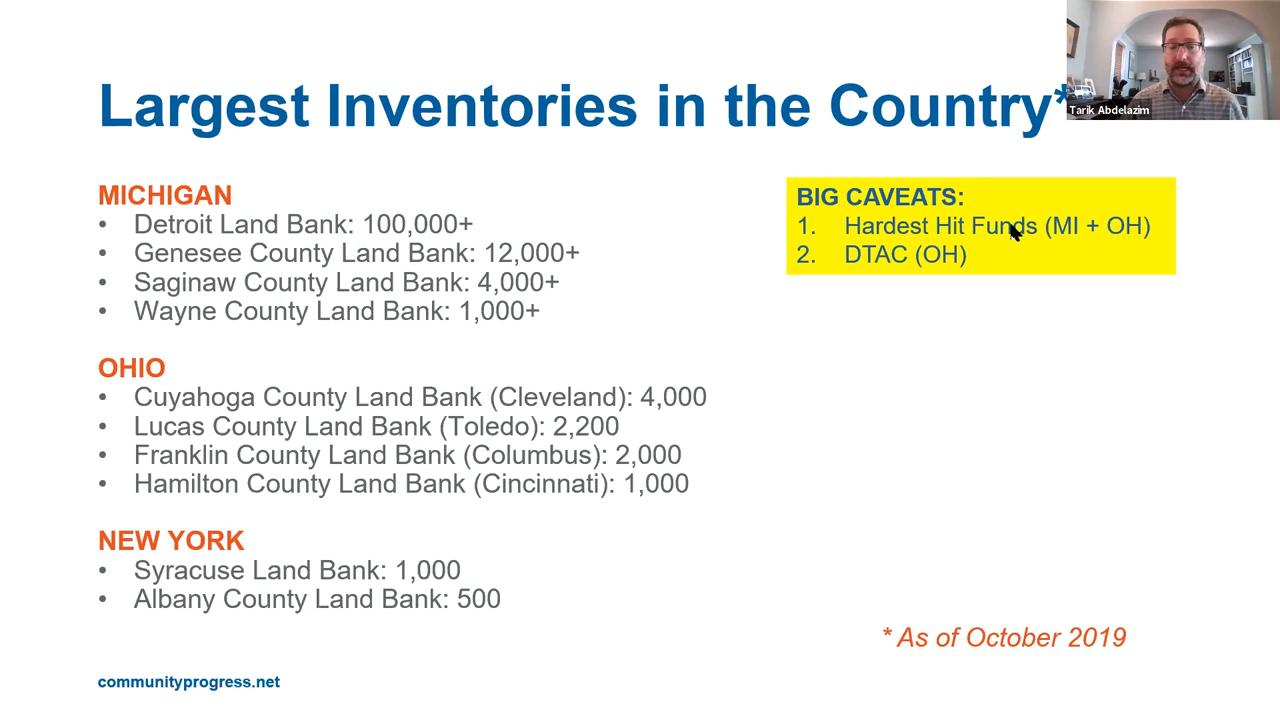 Largest Inventories in the Country*
Tarik Abdelazim
MICHIGAN
• Detroit Land Bank: 100,000+
• Genesee County Land Bank: 12,000+
• Saginaw County Land Bank: 4,000+
• Wayne County Land Bank: 1,000+
BIG CAVEATS:
1. Hardest Hit Funds (MI + OH)
2. DTAC (OH)
OHIO
• Cuyahoga County Land Bank (Cleveland): 4,000
• Lucas County Land Bank (Toledo): 2,200
• Franklin County Land Bank (Columbus): 2,000
• Hamilton County Land Bank (Cincinnati): 1,000
NEW YORK
• Syracuse Land Bank: 1,000
• Albany County Land Bank: 500
* As of October 2019
communityprogress.net